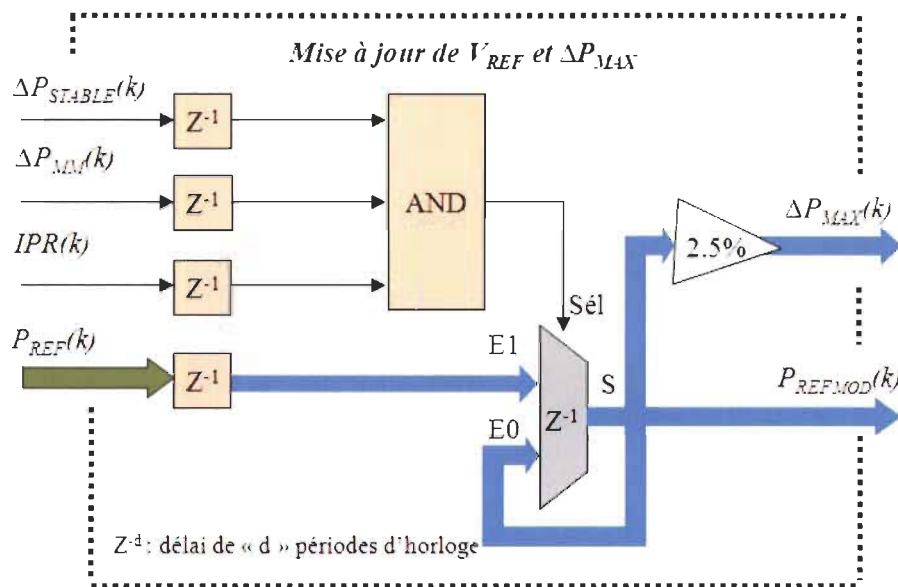 Mise à jour de V_REF et ΔP_MAX
ΔP_STABLE(k)
Z⁻¹
ΔP_MM(k)
Z⁻¹
AND
ΔP_MAX(k)
2.5%
IPR(k)
Z⁻¹
Sél
P_REF(k)
Z⁻¹
E1
S
P_REFMOD(k)
E0
Z⁻¹
Z⁻ᵈ : délai de « d » périodes d'horloge